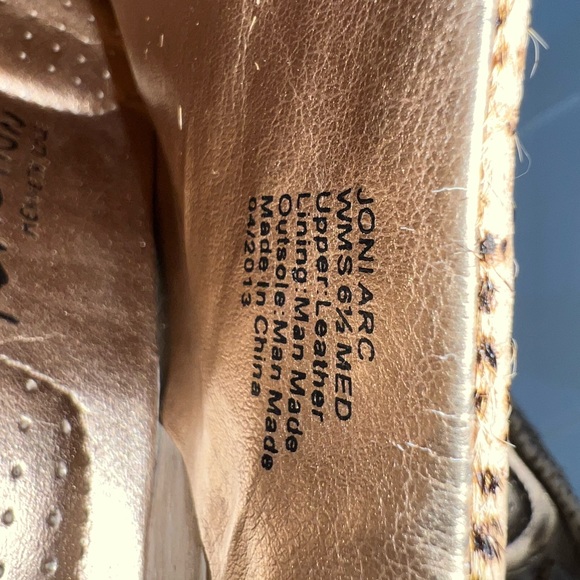 JONI ARC
WMS 6½ MED
Upper: Leather
Lining: Man Made
Outsole: Man Made
Made in China
04/2013